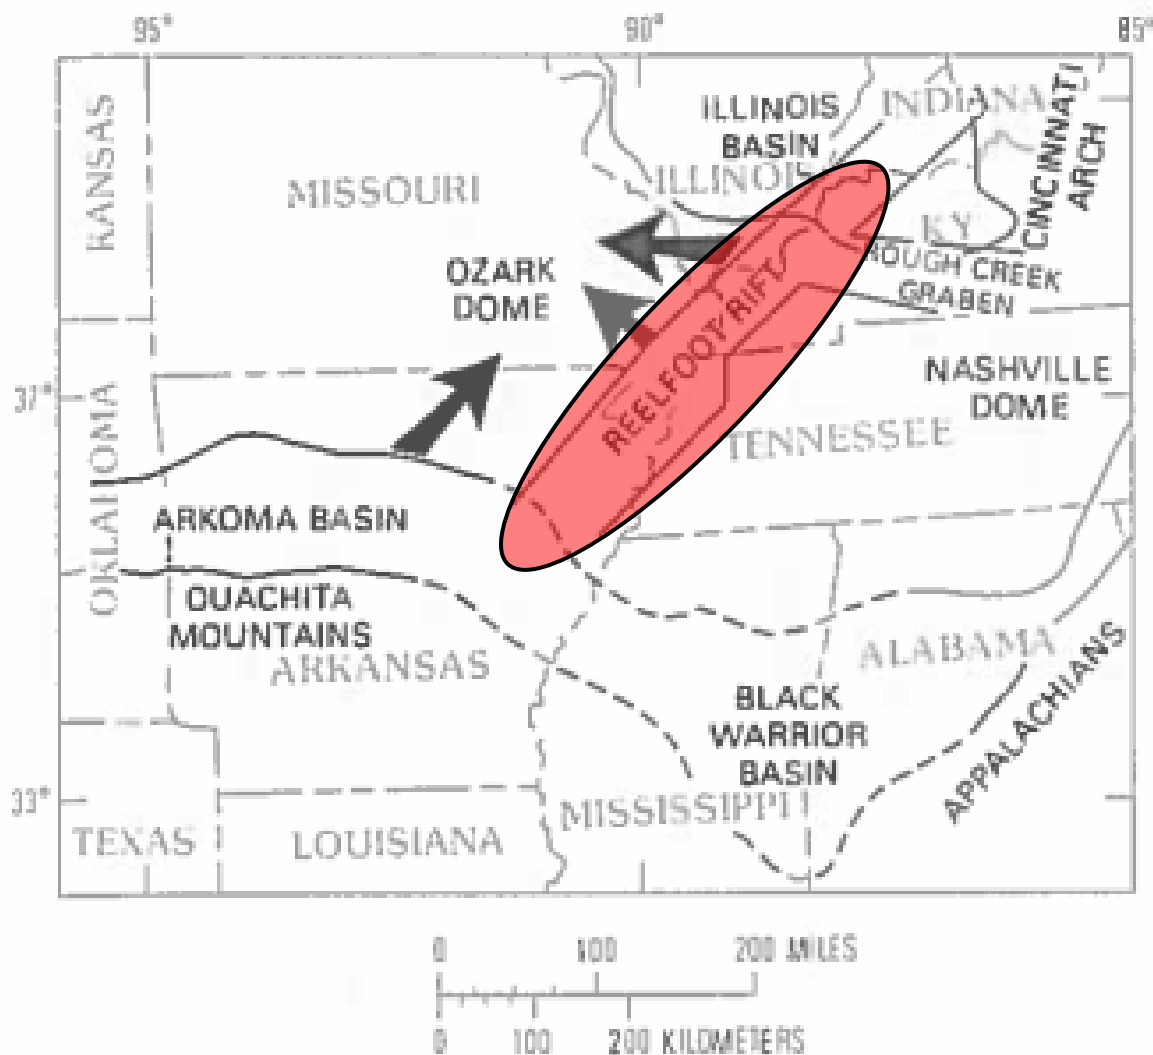 95°
90°
85°
KANSAS
MISSOURI
ILLINOIS
BASIN
ILLINOIS
INDIANA
CINCINNATI
ARCH
KY
OZARK
DOME
ROUGH CREEK
GRABEN
REELFOOT RIFT
NASHVILLE
DOME
37°
OKLAHOMA
TENNESSEE
ARKOMA BASIN
OUACHITA
MOUNTAINS
ARKANSAS
ALABAMA
APPALACHIANS
BLACK
WARRIOR
BASIN
33°
MISSISSIPPI
TEXAS
LOUISIANA
0 100 200 MILES
0 100 200 KILOMETERS